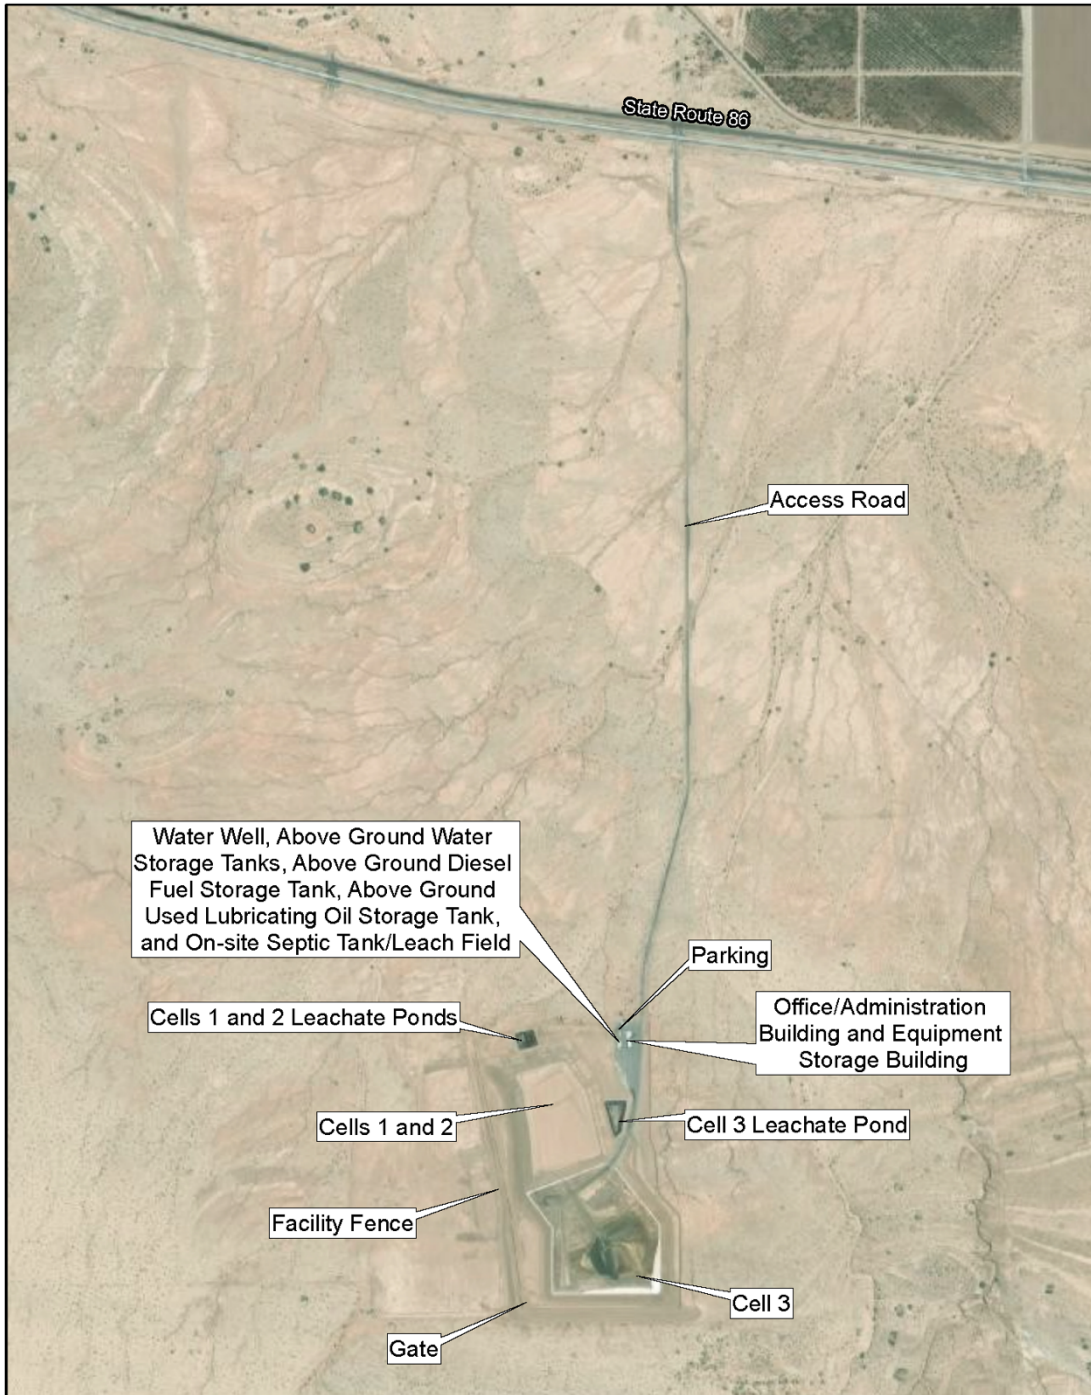 State Route 86
Access Road
Water Well, Above Ground Water
Storage Tanks, Above Ground Diesel
Fuel Storage Tank, Above Ground
Used Lubricating Oil Storage Tank,
and On-site Septic Tank/Leach Field
Parking
Cells 1 and 2 Leachate Ponds
Office/Administration
Building and Equipment
Storage Building
Cells 1 and 2
Cell 3 Leachate Pond
Facility Fence
Cell 3
Gate